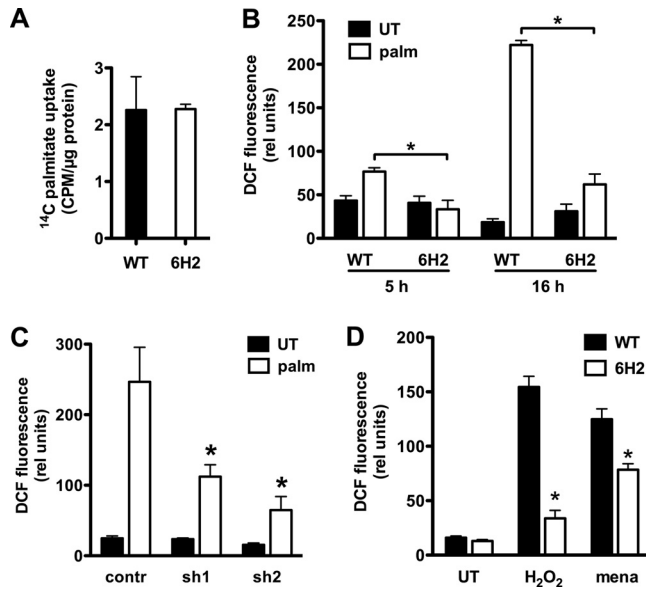 A
¹⁴C palmitate uptake
(CPM/µg protein)
3
2
1
0
WT
6H2
B
UT
palm
DCF fluorescence
(rel units)
250
200
150
100
50
0
*
*
WT
6H2
WT
6H2
5 h
16 h
C
UT
palm
DCF fluorescence
(rel units)
300
200
100
0
*
*
contr
sh1
sh2
D
WT
6H2
DCF fluorescence
(rel units)
200
150
100
50
0
*
*
UT
H₂O₂
mena